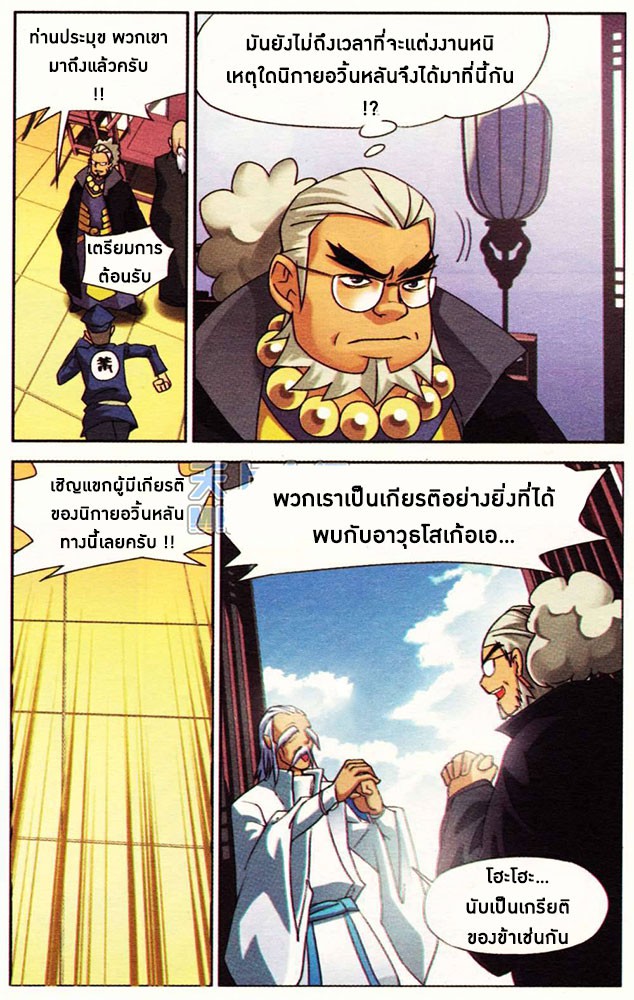 ท่านประมุข พวกเขา
มาถึงแล้วครับ
!!
เตรียมการ
ต้อนรับ
มันยังไม่ถึงเวลาที่จะแต่งงานหนิ
เหตุใดนิกายอวิ้นหลันจึงได้มาที่นี้กัน
!?
เชิญแขกผู้มีเกียรติ
ของนิกายอวิ้นหลัน
ทางนี้เลยครับ !!
พวกเราเป็นเกียรติอย่างยิ่งที่ได้
พบกับอาวุธโสเก้อเอ...
โฮะโฮะ...
นับเป็นเกรียติ
ของข้าเช่นกัน